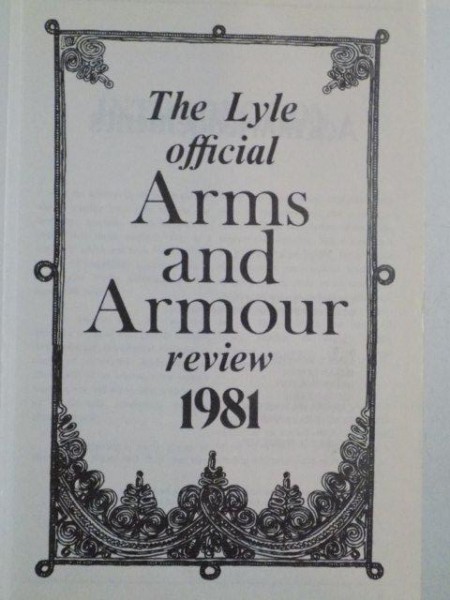 The Lyle
official
Arms
and
Armour
review
1981